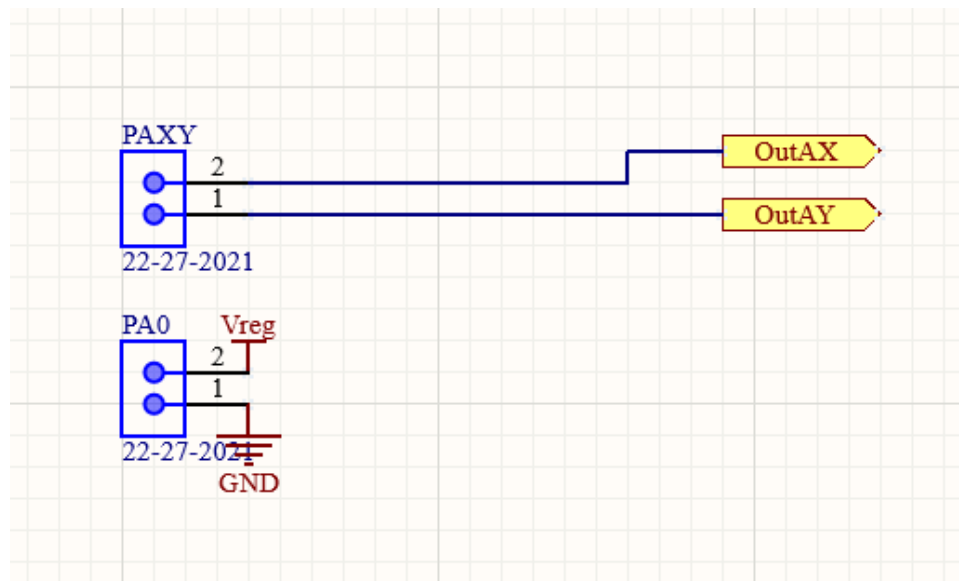 PAXY
2
OutAX
1
OutAY
22-27-2021
PA0
Vreg
2
1
22-27-2021
GND